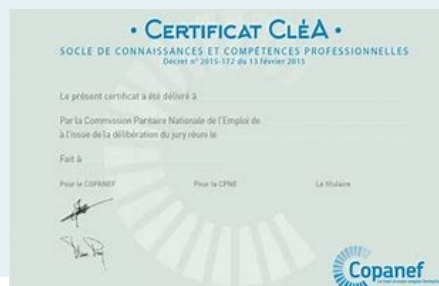 • CERTIFICAT CLÉA •
SOCLE DE CONNAISSANCES ET COMPÉTENCES PROFESSIONNELLES
Décret n° 2015-172 du 13 février 2015
Le présent certificat a été délivré à
Par la Commission Paritaire Nationale de l'Emploi de
à l'issue de la délibération du jury réuni le
Fait à
Pour le COPANEF Pour la CPNE Le titulaire
Copanef